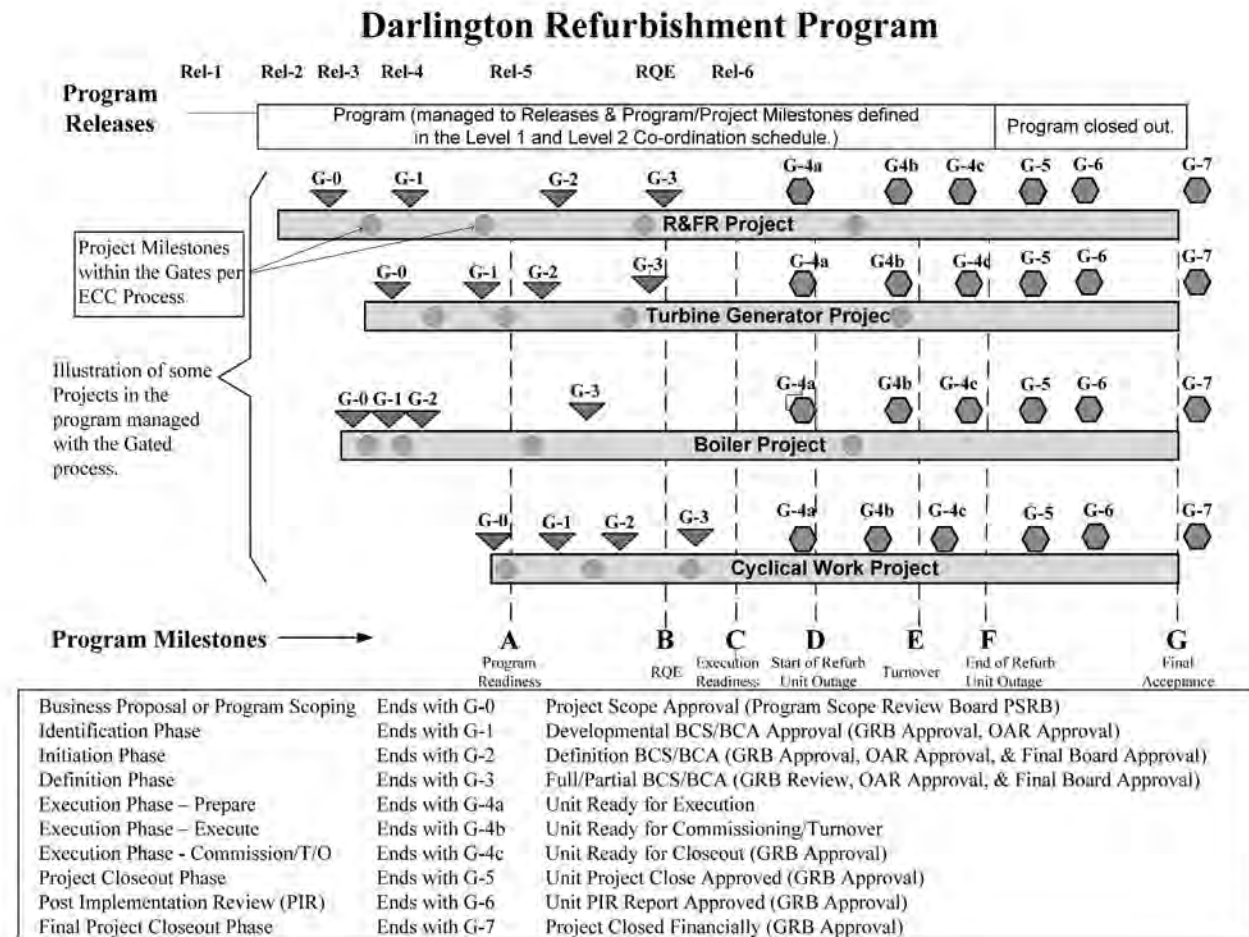 Darlington Refurbishment Program
Rel-1 Rel-2 Rel-3 Rel-4 Rel-5 RQE Rel-6
Program
Releases
Program (managed to Releases & Program/Project Milestones defined
in the Level 1 and Level 2 Co-ordination schedule.)
Program closed out.
G-0 G-1 G-2 G-3 G-4a G4b G-4c G-5 G-6 G-7
R&FR Project
Project Milestones
within the Gates per
ECC Process
G-0 G-1 G-2 G-3 G-4a G4b G-4c G-5 G-6 G-7
Turbine Generator Projec
Illustration of some
Projects in the
program managed
with the Gated
process.
G-0 G-1 G-2 G-3 G-4a G4b G-4c G-5 G-6 G-7
Boiler Project
G-0 G-1 G-2 G-3 G-4a G4b G-4c G-5 G-6 G-7
Cyclical Work Project
Program Milestones A B C D E F G
Program
Readiness
RQE
Execution
Readiness
Start of Refurb
Unit Outage
Turnover
End of Refurb
Unit Outage
Final
Acceptance
Business Proposal or Program Scoping Ends with G-0 Project Scope Approval (Program Scope Review Board PSRB)
Identification Phase Ends with G-1 Developmental BCS/BCA Approval (GRB Approval, OAR Approval)
Initiation Phase Ends with G-2 Definition BCS/BCA (GRB Approval, OAR Approval, & Final Board Approval)
Definition Phase Ends with G-3 Full/Partial BCS/BCA (GRB Review, OAR Approval, & Final Board Approval)
Execution Phase – Prepare Ends with G-4a Unit Ready for Execution
Execution Phase – Execute Ends with G-4b Unit Ready for Commissioning/Turnover
Execution Phase - Commission/T/O Ends with G-4c Unit Ready for Closeout (GRB Approval)
Project Closeout Phase Ends with G-5 Unit Project Close Approved (GRB Approval)
Post Implementation Review (PIR) Ends with G-6 Unit PIR Report Approved (GRB Approval)
Final Project Closeout Phase Ends with G-7 Project Closed Financially (GRB Approval)